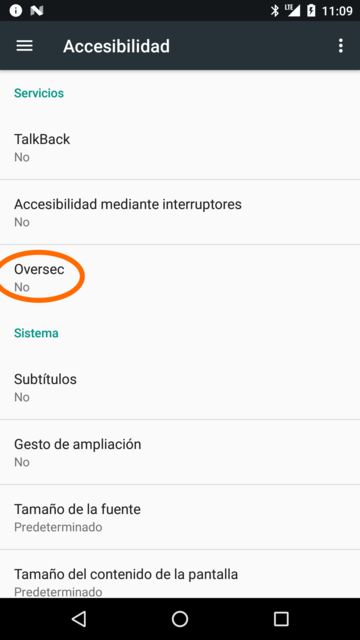 LTE 11:09
Accesibilidad
Servicios
TalkBack
No
Accesibilidad mediante interruptores
No
Oversec
No
Sistema
Subtítulos
No
Gesto de ampliación
No
Tamaño de la fuente
Predeterminado
Tamaño del contenido de la pantalla
Predeterminado